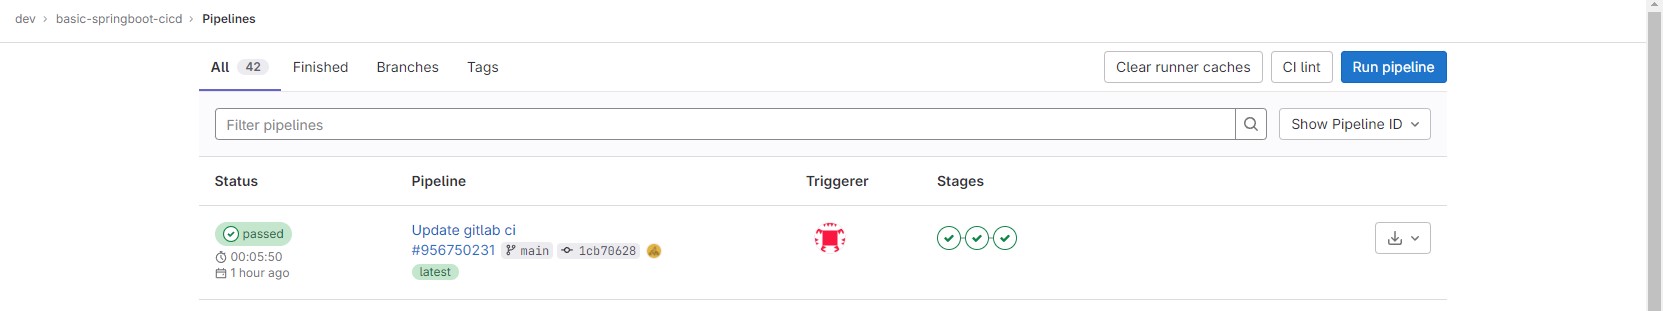 dev › basic-springboot-cicd › Pipelines
All 42 Finished Branches Tags Clear runner caches CI lint Run pipeline
Filter pipelines Show Pipeline ID
Status Pipeline Triggerer Stages
passed Update gitlab ci
00:05:50 #956750231 main 1cb70628
1 hour ago latest